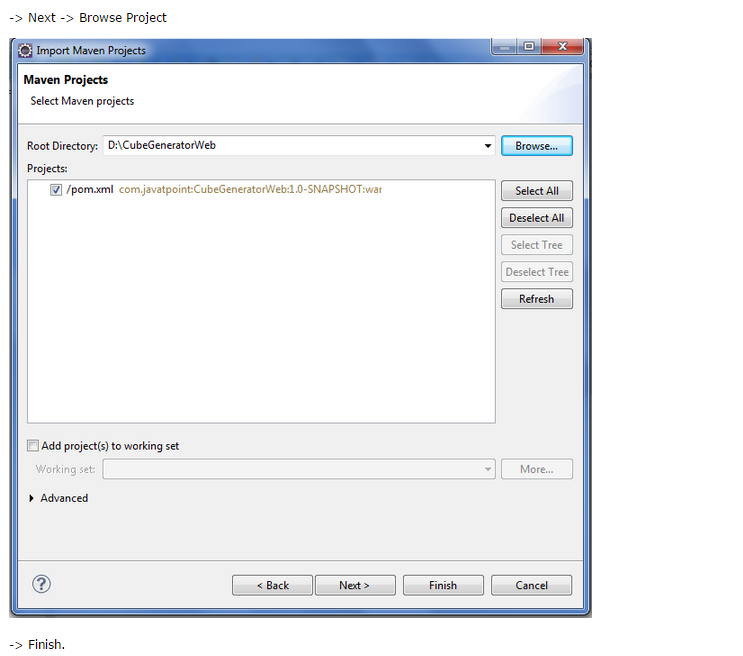 -> Next -> Browse Project
Import Maven Projects
Maven Projects
Select Maven projects
Root Directory: D:\CubeGeneratorWeb Browse...
Projects:
/pom.xml com.javatpoint:CubeGeneratorWeb:1.0-SNAPSHOT:war
Select All
Deselect All
Select Tree
Deselect Tree
Refresh
Add project(s) to working set
Working set: More...
Advanced
? < Back Next > Finish Cancel
-> Finish.